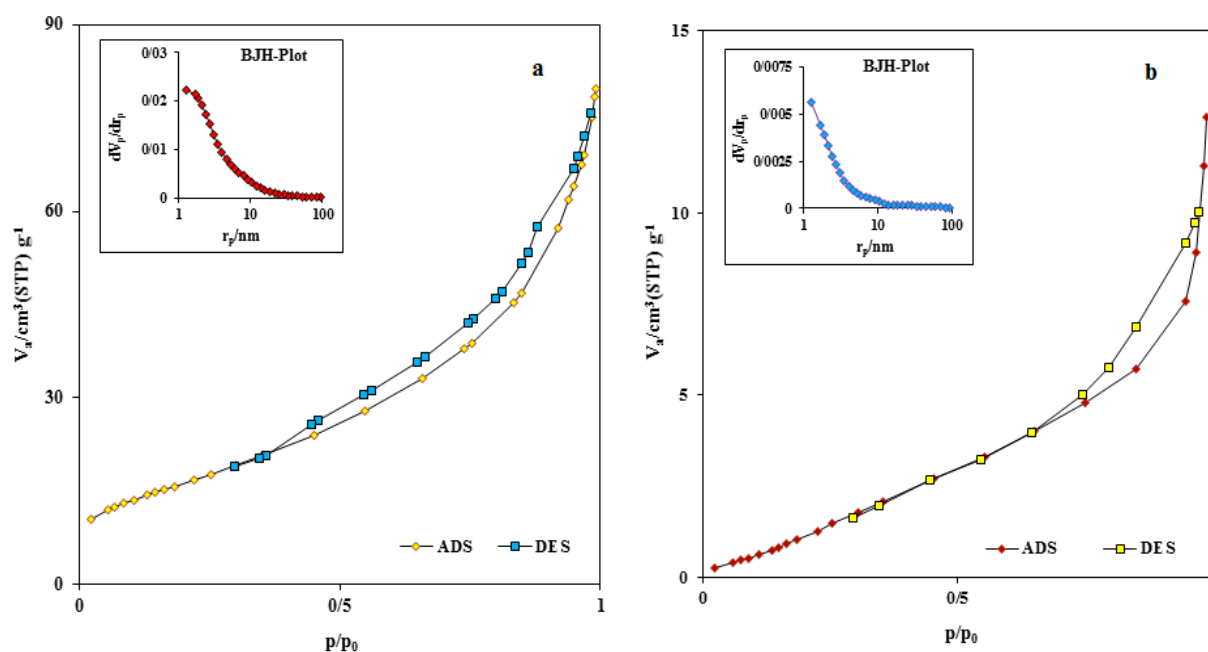 90
60
30
0
0
0/5
1
p/p₀
Vₐ/cm³(STP) g⁻¹
a
BJH-Plot
0/03
0/02
0/01
0
1
10
100
rₚ/nm
dVₚ/drₚ
ADS
DES
15
10
5
0
0
0/5
p/p₀
Vₐ/cm³(STP) g⁻¹
b
BJH-Plot
0/0075
0/005
0/0025
0
1
10
100
rₚ/nm
dVₚ/drₚ
ADS
DES